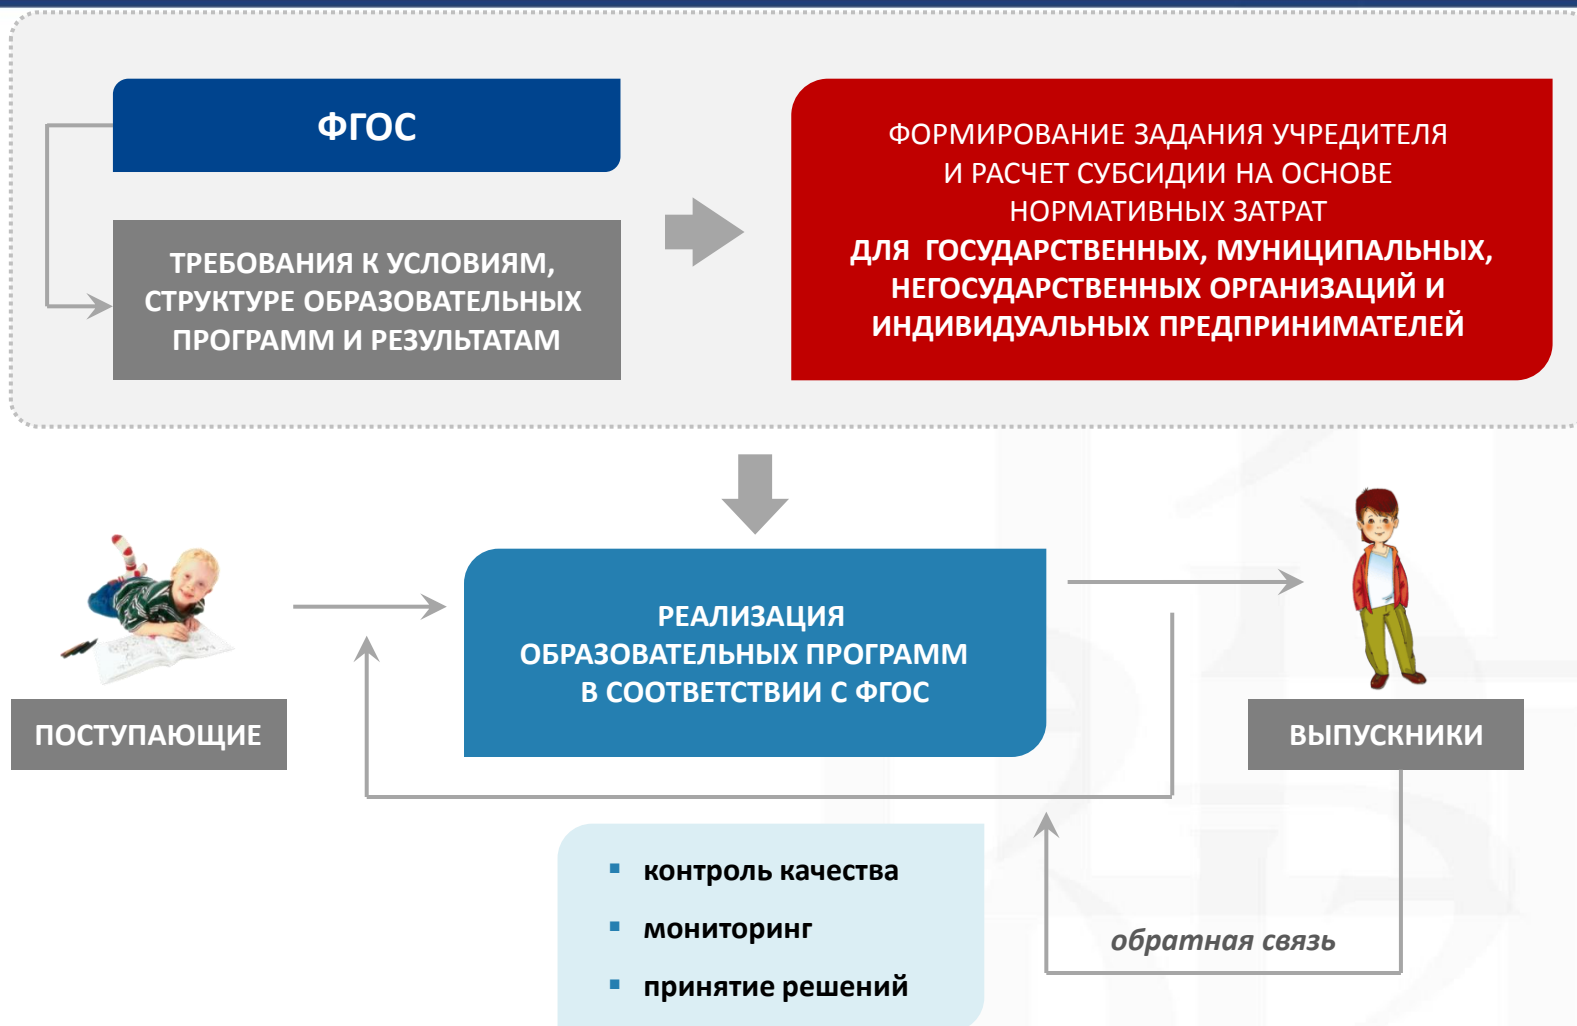 ФГОС
ТРЕБОВАНИЯ К УСЛОВИЯМ,
СТРУКТУРЕ ОБРАЗОВАТЕЛЬНЫХ
ПРОГРАММ И РЕЗУЛЬТАТАМ
ФОРМИРОВАНИЕ ЗАДАНИЯ УЧРЕДИТЕЛЯ
И РАСЧЕТ СУБСИДИИ НА ОСНОВЕ
НОРМАТИВНЫХ ЗАТРАТ
ДЛЯ ГОСУДАРСТВЕННЫХ, МУНИЦИПАЛЬНЫХ,
НЕГОСУДАРСТВЕННЫХ ОРГАНИЗАЦИЙ И
ИНДИВИДУАЛЬНЫХ ПРЕДПРИНИМАТЕЛЕЙ
ПОСТУПАЮЩИЕ
РЕАЛИЗАЦИЯ
ОБРАЗОВАТЕЛЬНЫХ ПРОГРАММ
В СООТВЕТСТВИИ С ФГОС
ВЫПУСКНИКИ
▪ контроль качества
▪ мониторинг
▪ принятие решений
обратная связь